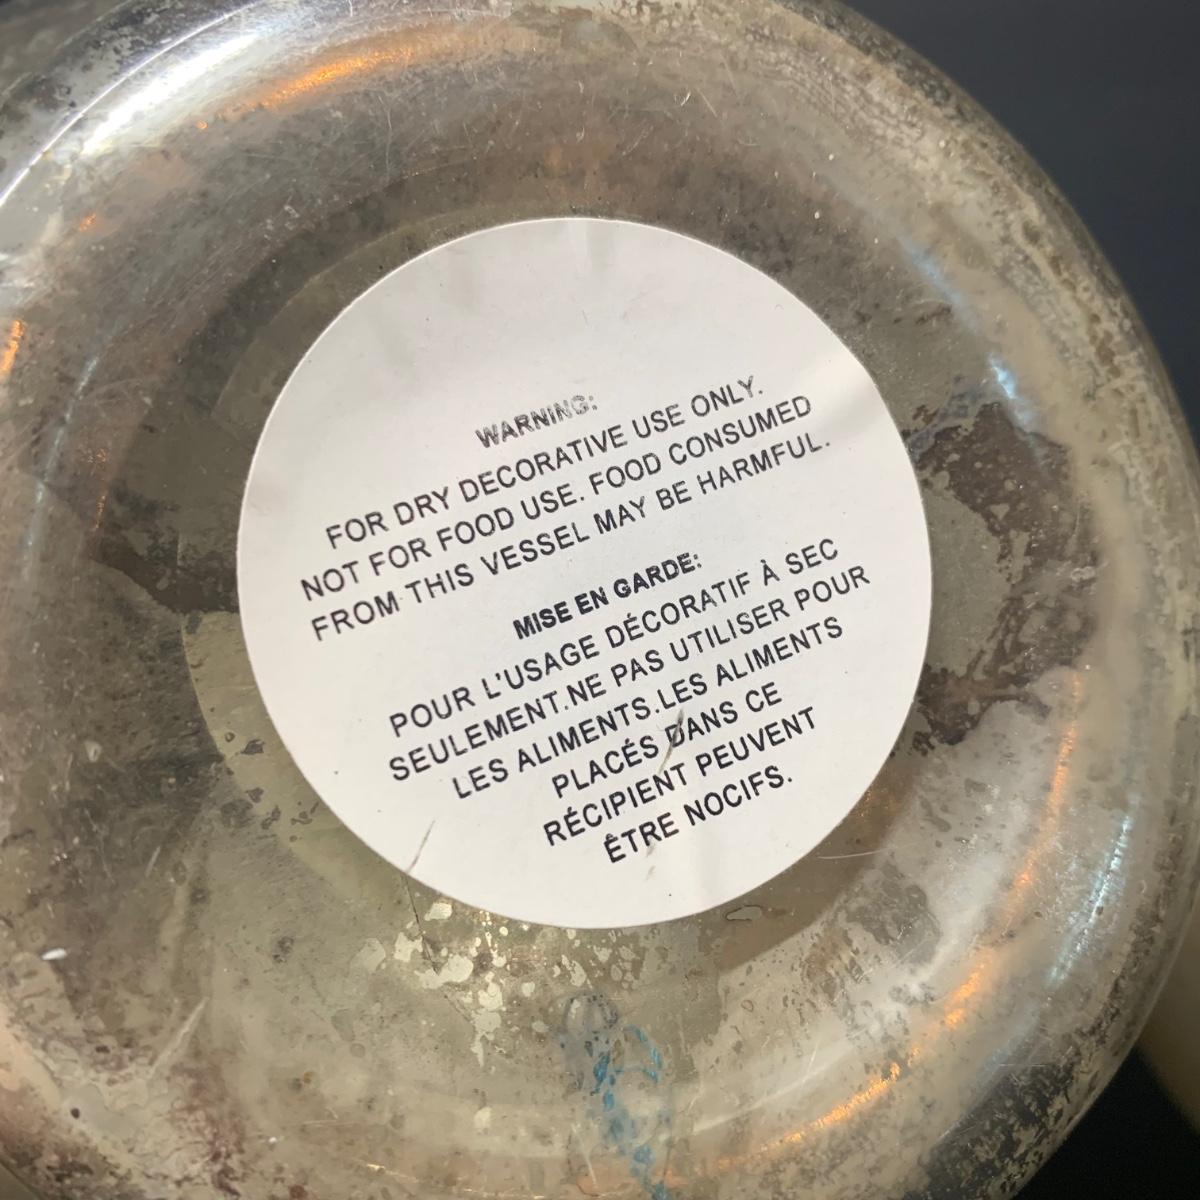 WARNING:
FOR DRY DECORATIVE USE ONLY.
NOT FOR FOOD USE. FOOD CONSUMED
FROM THIS VESSEL MAY BE HARMFUL.
MISE EN GARDE:
POUR L'USAGE DÉCORATIF À SEC
SEULEMENT.NE PAS UTILISER POUR
LES ALIMENTS.LES ALIMENTS
PLACÉS DANS CE
RÉCIPIENT PEUVENT
ÊTRE NOCIFS.